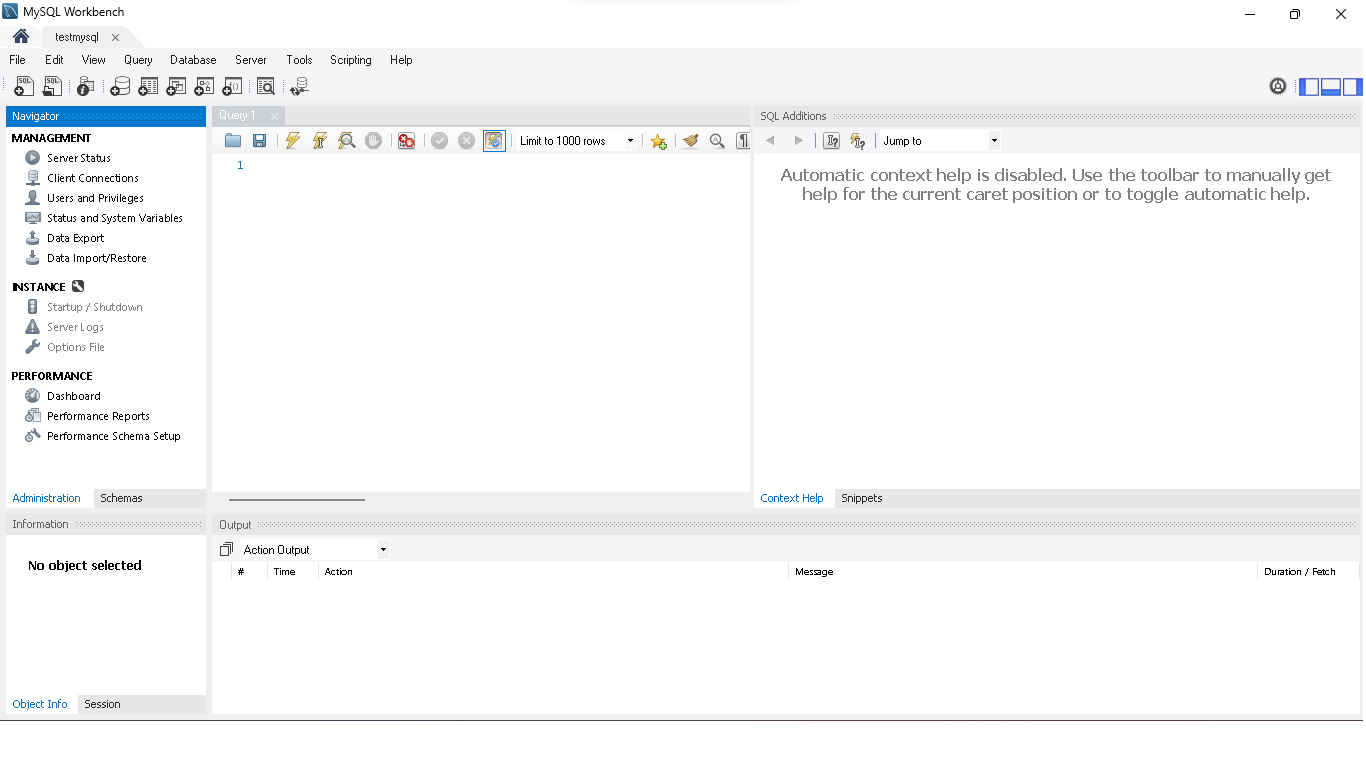 MySQL Workbench
testmysql
File Edit View Query Database Server Tools Scripting Help
Navigator
MANAGEMENT
Server Status
Client Connections
Users and Privileges
Status and System Variables
Data Export
Data Import/Restore
INSTANCE
Startup / Shutdown
Server Logs
Options File
PERFORMANCE
Dashboard
Performance Reports
Performance Schema Setup
Administration Schemas
Query 1
Limit to 1000 rows
1
SQL Additions
Jump to
Automatic context help is disabled. Use the toolbar to manually get
help for the current caret position or to toggle automatic help.
Context Help Snippets
Information
No object selected
Object Info Session
Output
Action Output
# Time Action Message Duration / Fetch